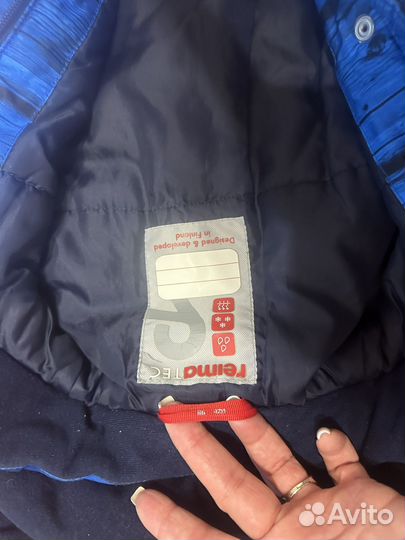 reimaTEC
Designed & developed
in Finland
Avito